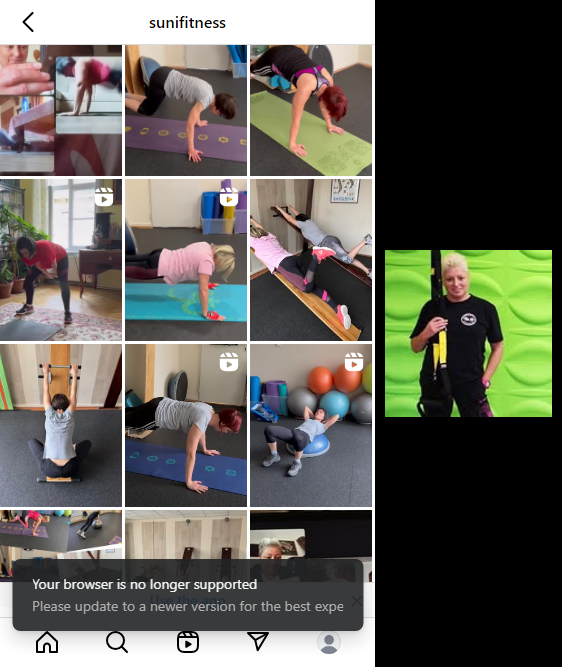 sunifitness
Your browser is no longer supported
Please update to a newer version for the best expe